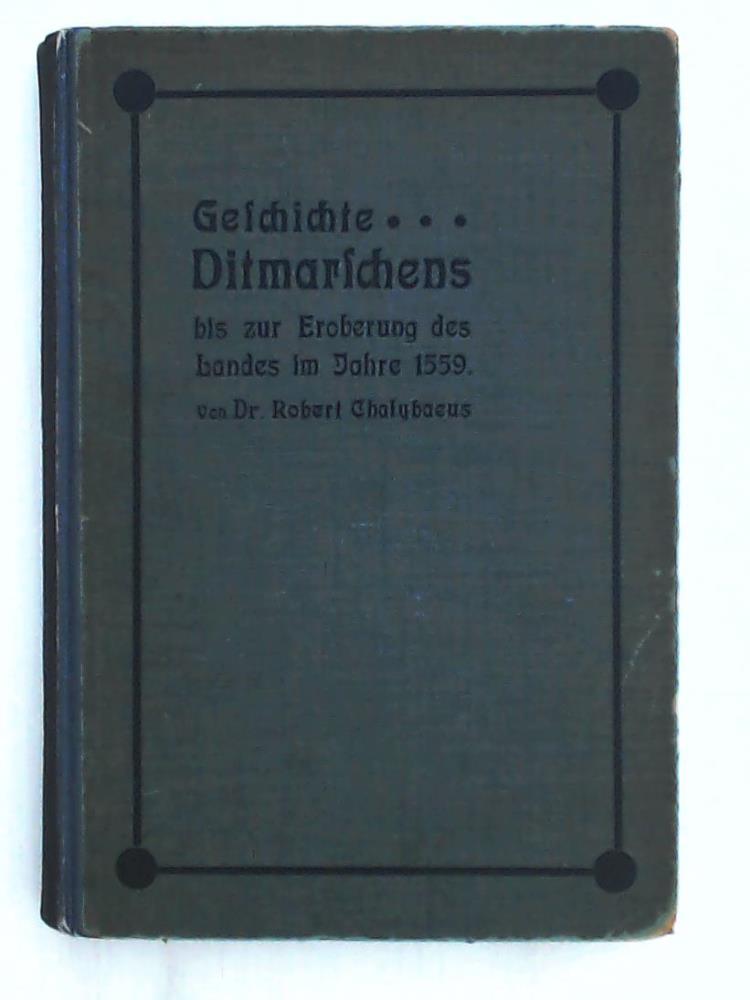 Geſchichte • • •
Ditmarſchens
bis zur Eroberung des
Landes im Jahre 1559.
von Dr. Robert Chalybaeus